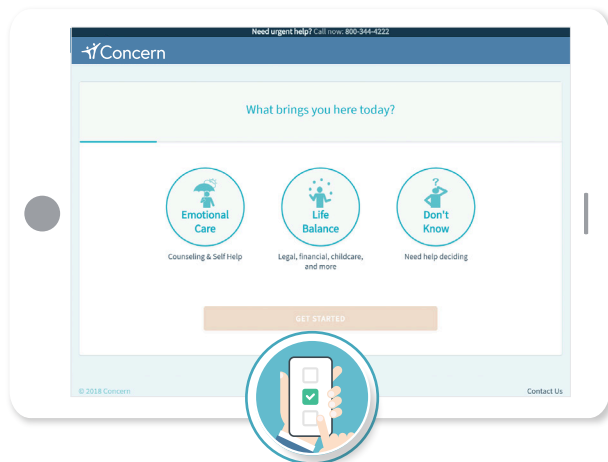 Need urgent help? Call now: 800-344-4222
Concern
What brings you here today?
Emotional
Care
Counseling & Self Help
Life
Balance
Legal, financial, childcare,
and more
?
Don't
Know
Need help deciding
GET STARTED
© 2018 Concern
Contact Us